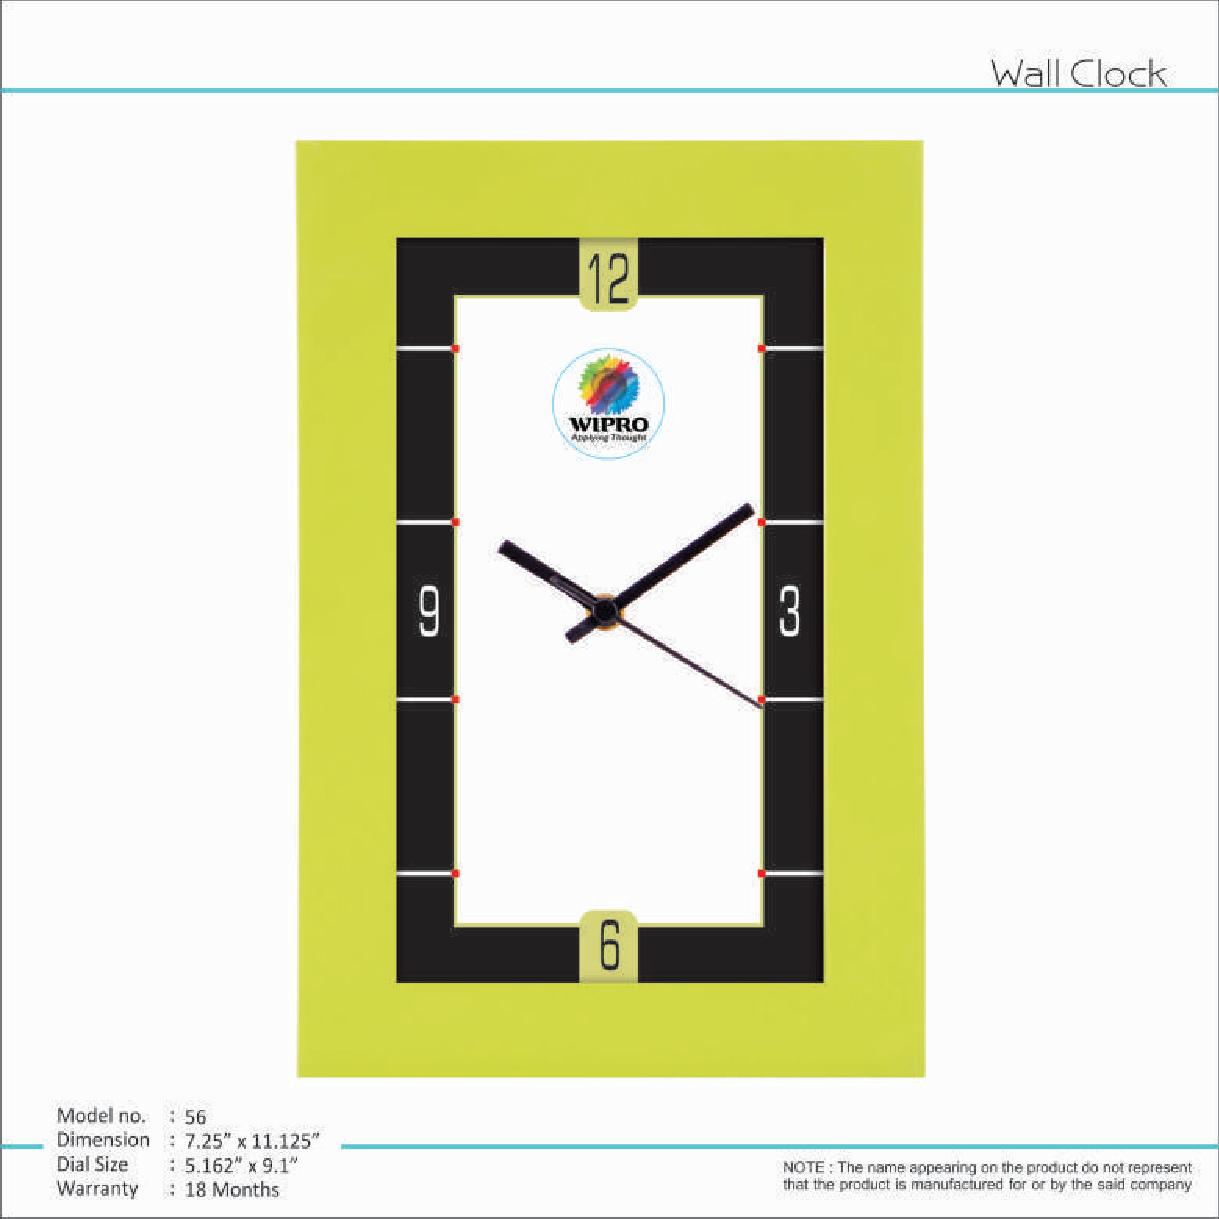 Wall Clock
12
WIPRO
Applying Thought
9
3
6
Model no. : 56
Dimension : 7.25” x 11.125”
Dial Size : 5.162” x 9.1”
Warranty : 18 Months
NOTE : The name appearing on the product do not represent
that the product is manufactured for or by the said company